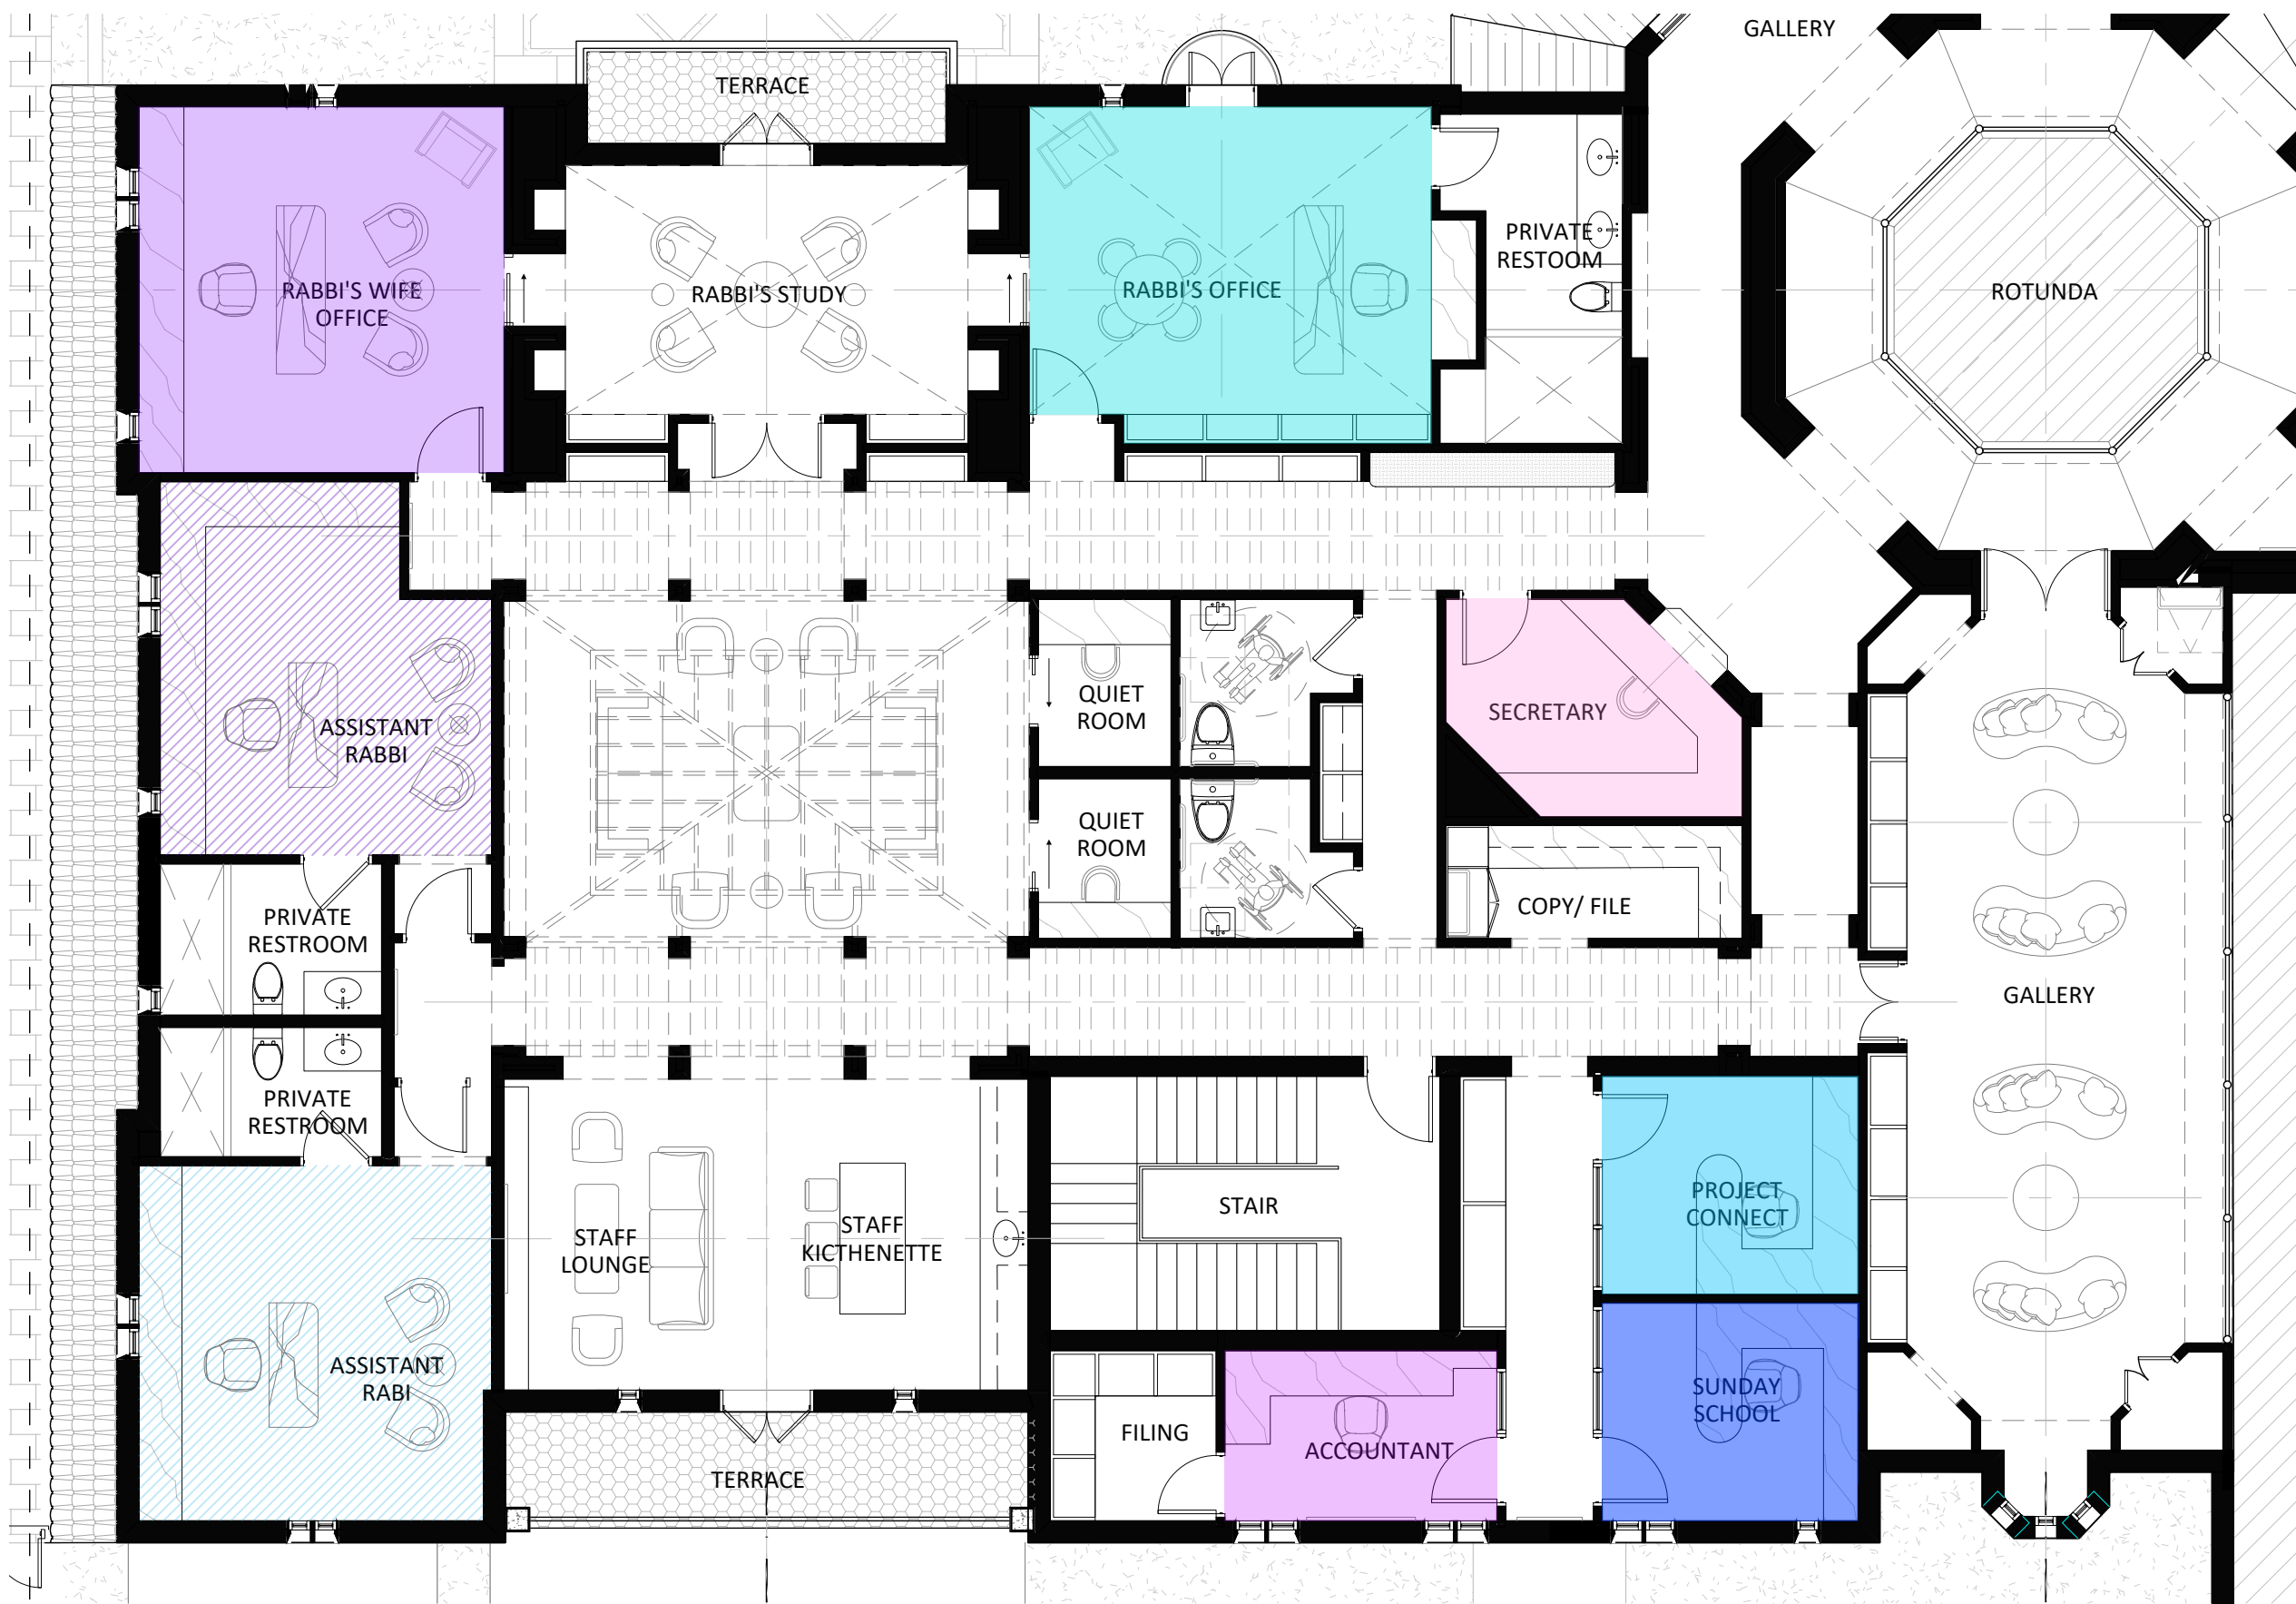 GALLERY
TERRACE
RABBI'S WIFE
OFFICE
RABBI'S STUDY
RABBI'S OFFICE
PRIVATE
RESTOOM
ROTUNDA
ASSISTANT
RABBI
QUIET
ROOM
SECRETARY
QUIET
ROOM
COPY/ FILE
PRIVATE
RESTROOM
GALLERY
PRIVATE
RESTROOM
STAFF
LOUNGE
STAFF
KICTHENETTE
STAIR
PROJECT
CONNECT
ASSISTANT
RABI
SUNDAY
SCHOOL
FILING
ACCOUNTANT
TERRACE